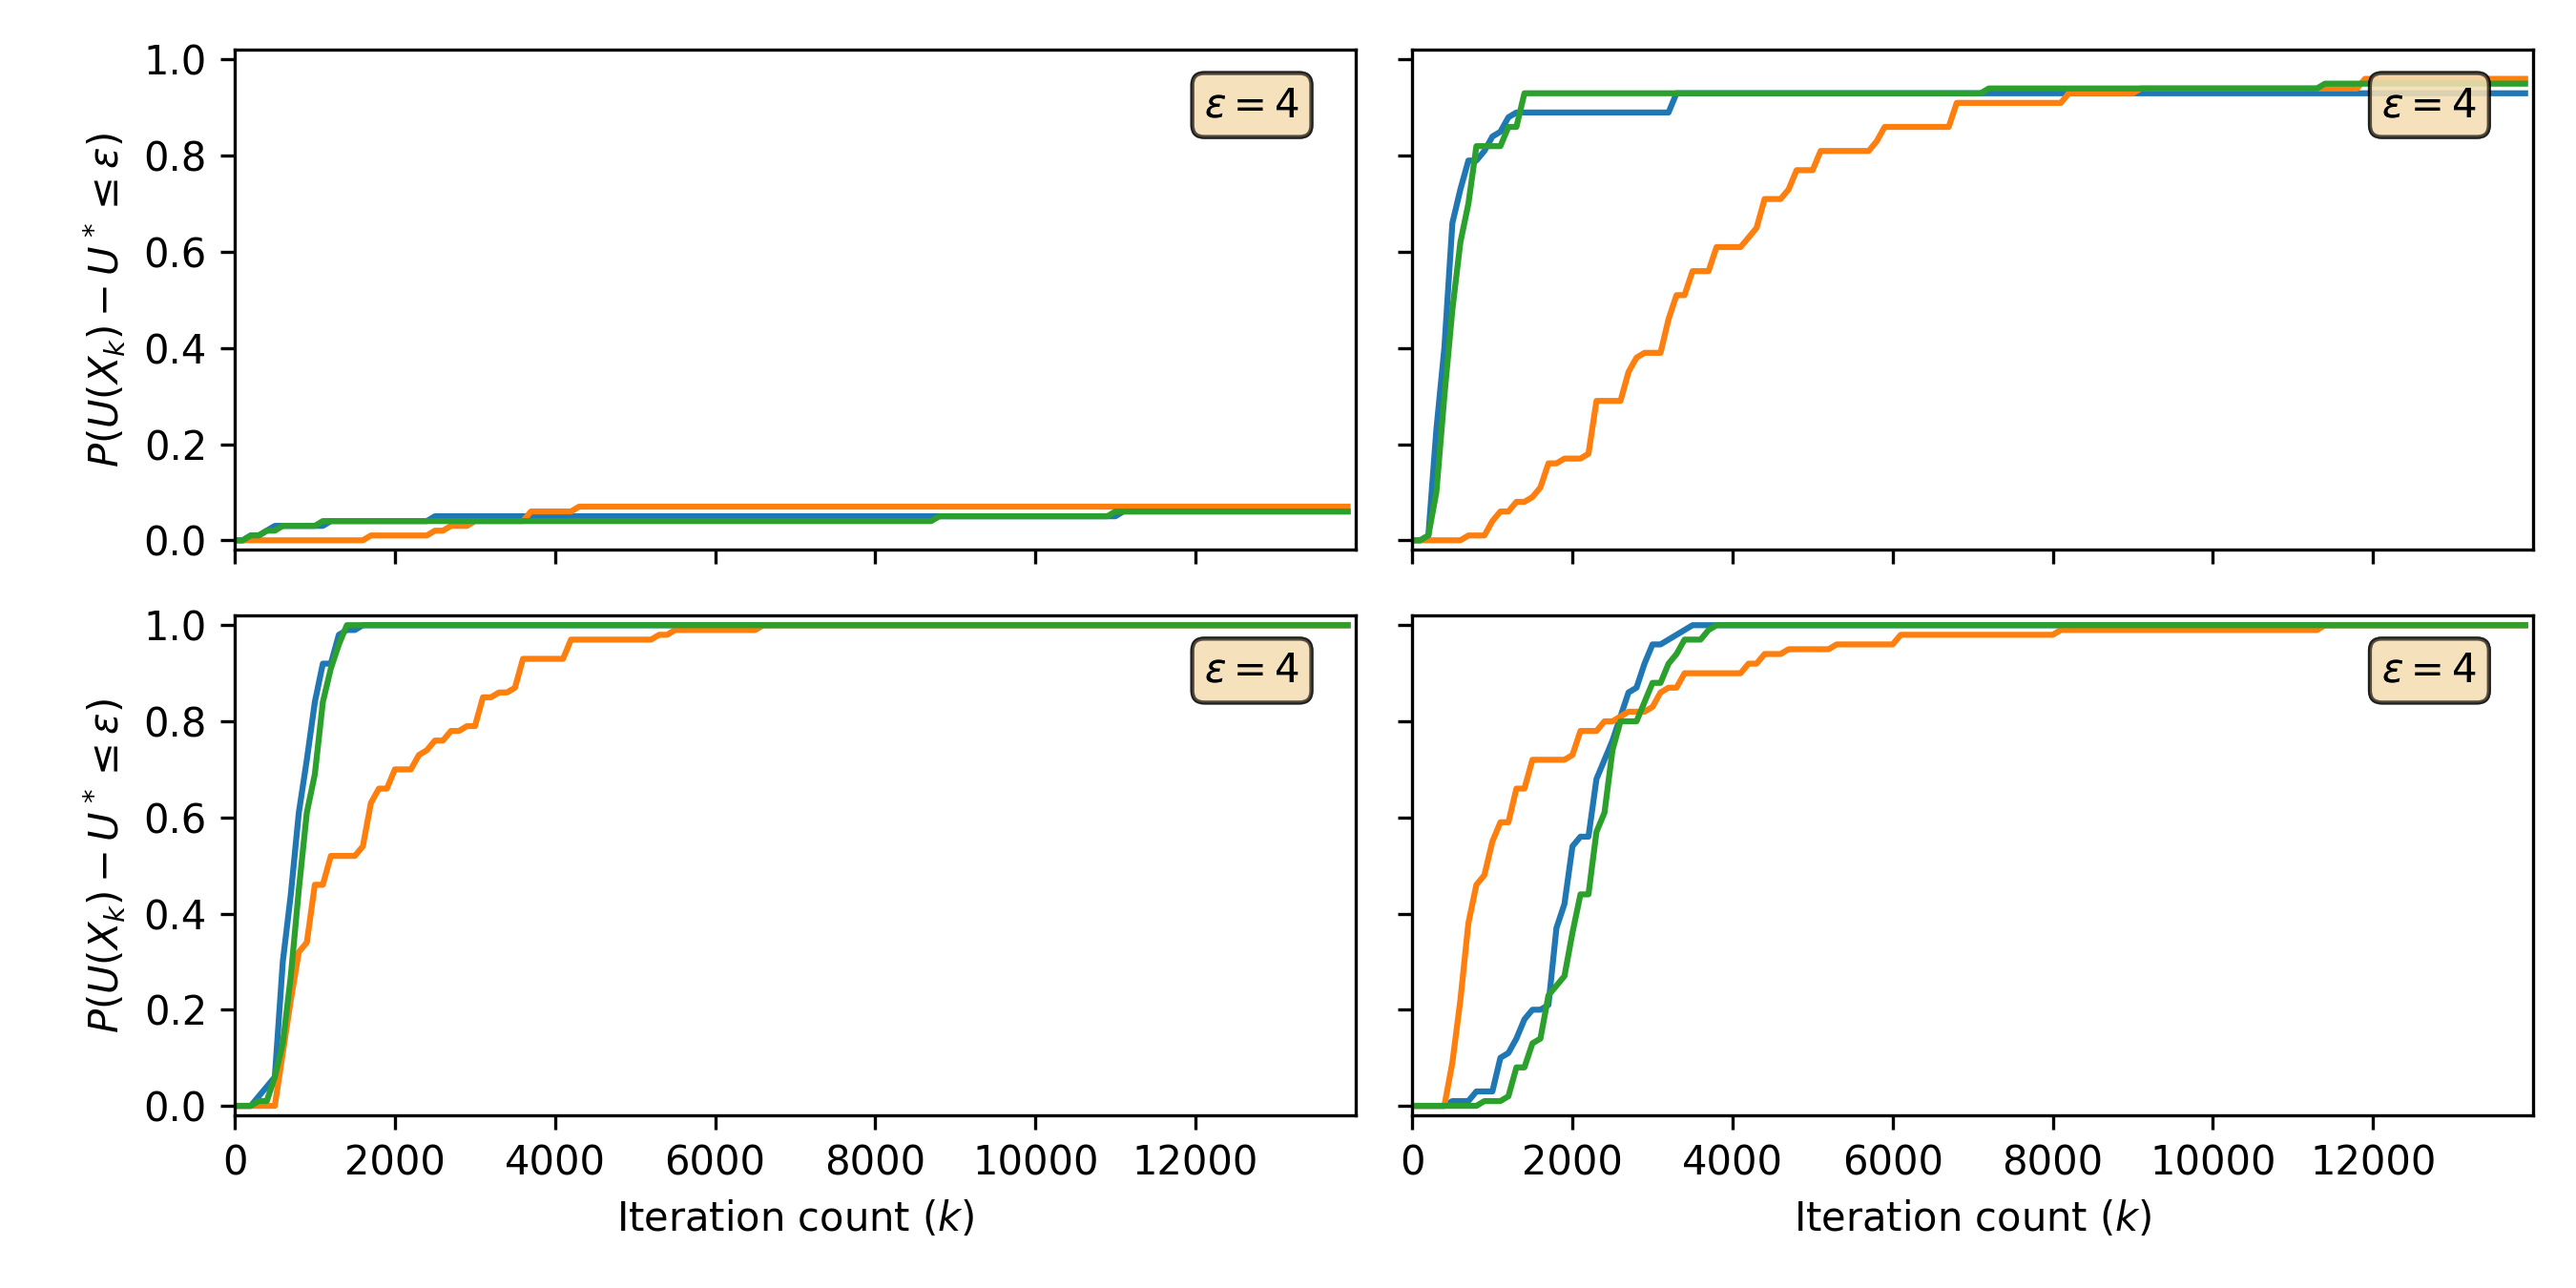 1.0
0.8
0.6
0.4
0.2
0.0
P(U(X_k) − U* ≤ ε)
ε = 4
ε = 4
1.0
0.8
0.6
0.4
0.2
0.0
P(U(X_k) − U* ≤ ε)
ε = 4
ε = 4
0 2000 4000 6000 8000 10000 12000
Iteration count (k)
0 2000 4000 6000 8000 10000 12000
Iteration count (k)